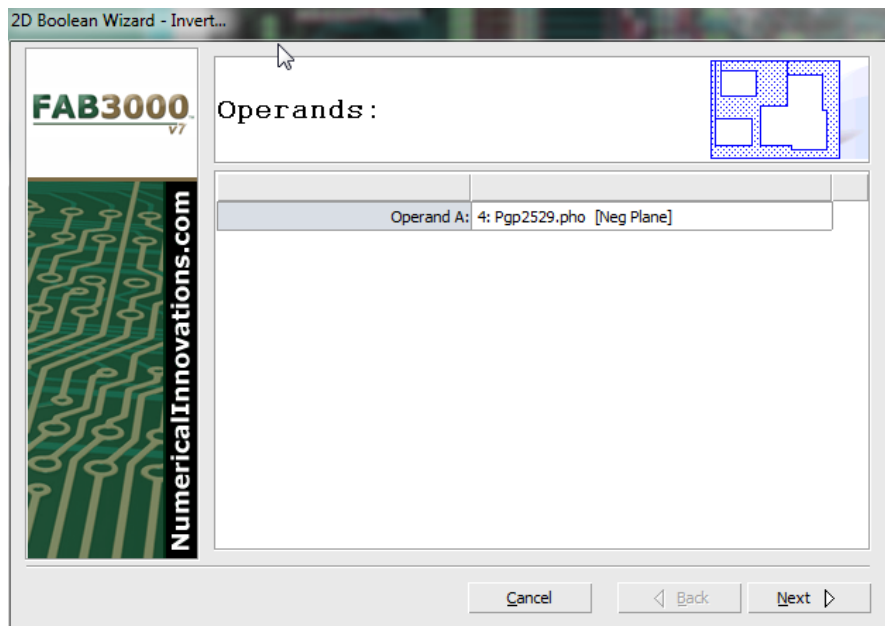 2D Boolean Wizard - Invert...
FAB3000
v7
Operands:
NumericalInnovations.com
Operand A: 4: Pgp2529.pho [Neg Plane]
Cancel Back Next